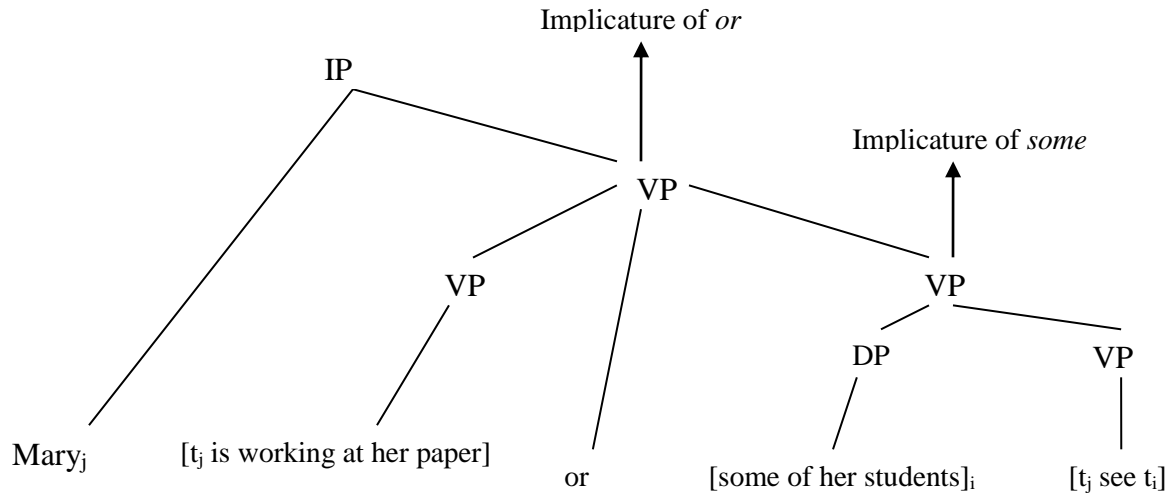 Implicature of or
IP
Implicature of some
VP
VP
VP
DP
VP
Maryj
[tj is working at her paper]
or
[some of her students]i
[tj see ti]